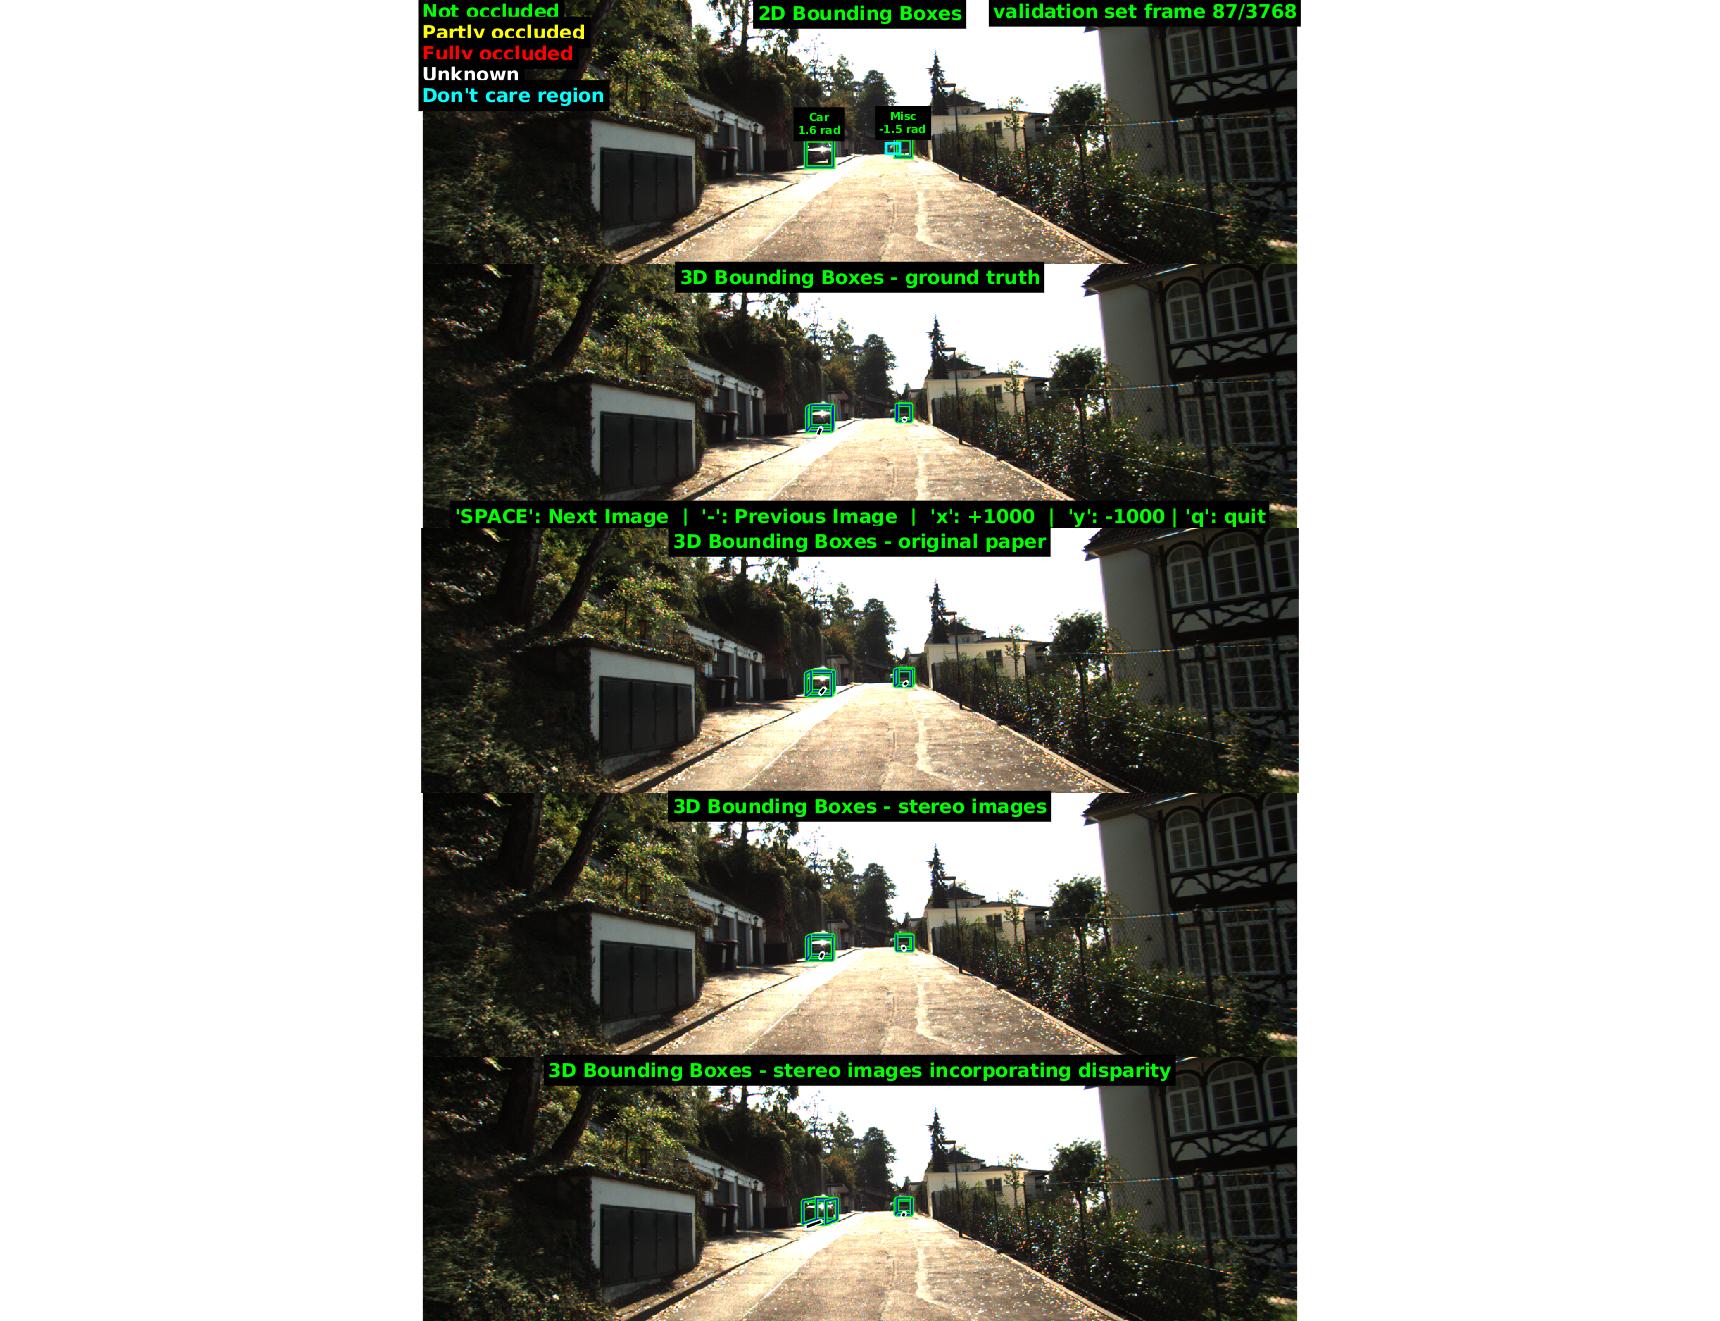 Not occluded
Partly occluded
Fully occluded
Unknown
Don't care region
2D Bounding Boxes
validation set frame 87/3768
Car
1.6 rad
Misc
-1.5 rad
3D Bounding Boxes - ground truth
'SPACE': Next Image | '-': Previous Image | 'x': +1000 | 'y': -1000 | 'q': quit
3D Bounding Boxes - original paper
3D Bounding Boxes - stereo images
3D Bounding Boxes - stereo images incorporating disparity